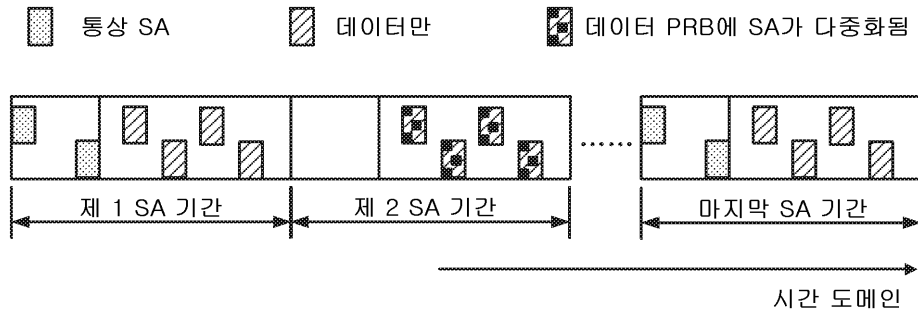 통상 SA
데이터만
데이터 PRB에 SA가 다중화됨
제 1 SA 기간
제 2 SA 기간
마지막 SA 기간
시간 도메인